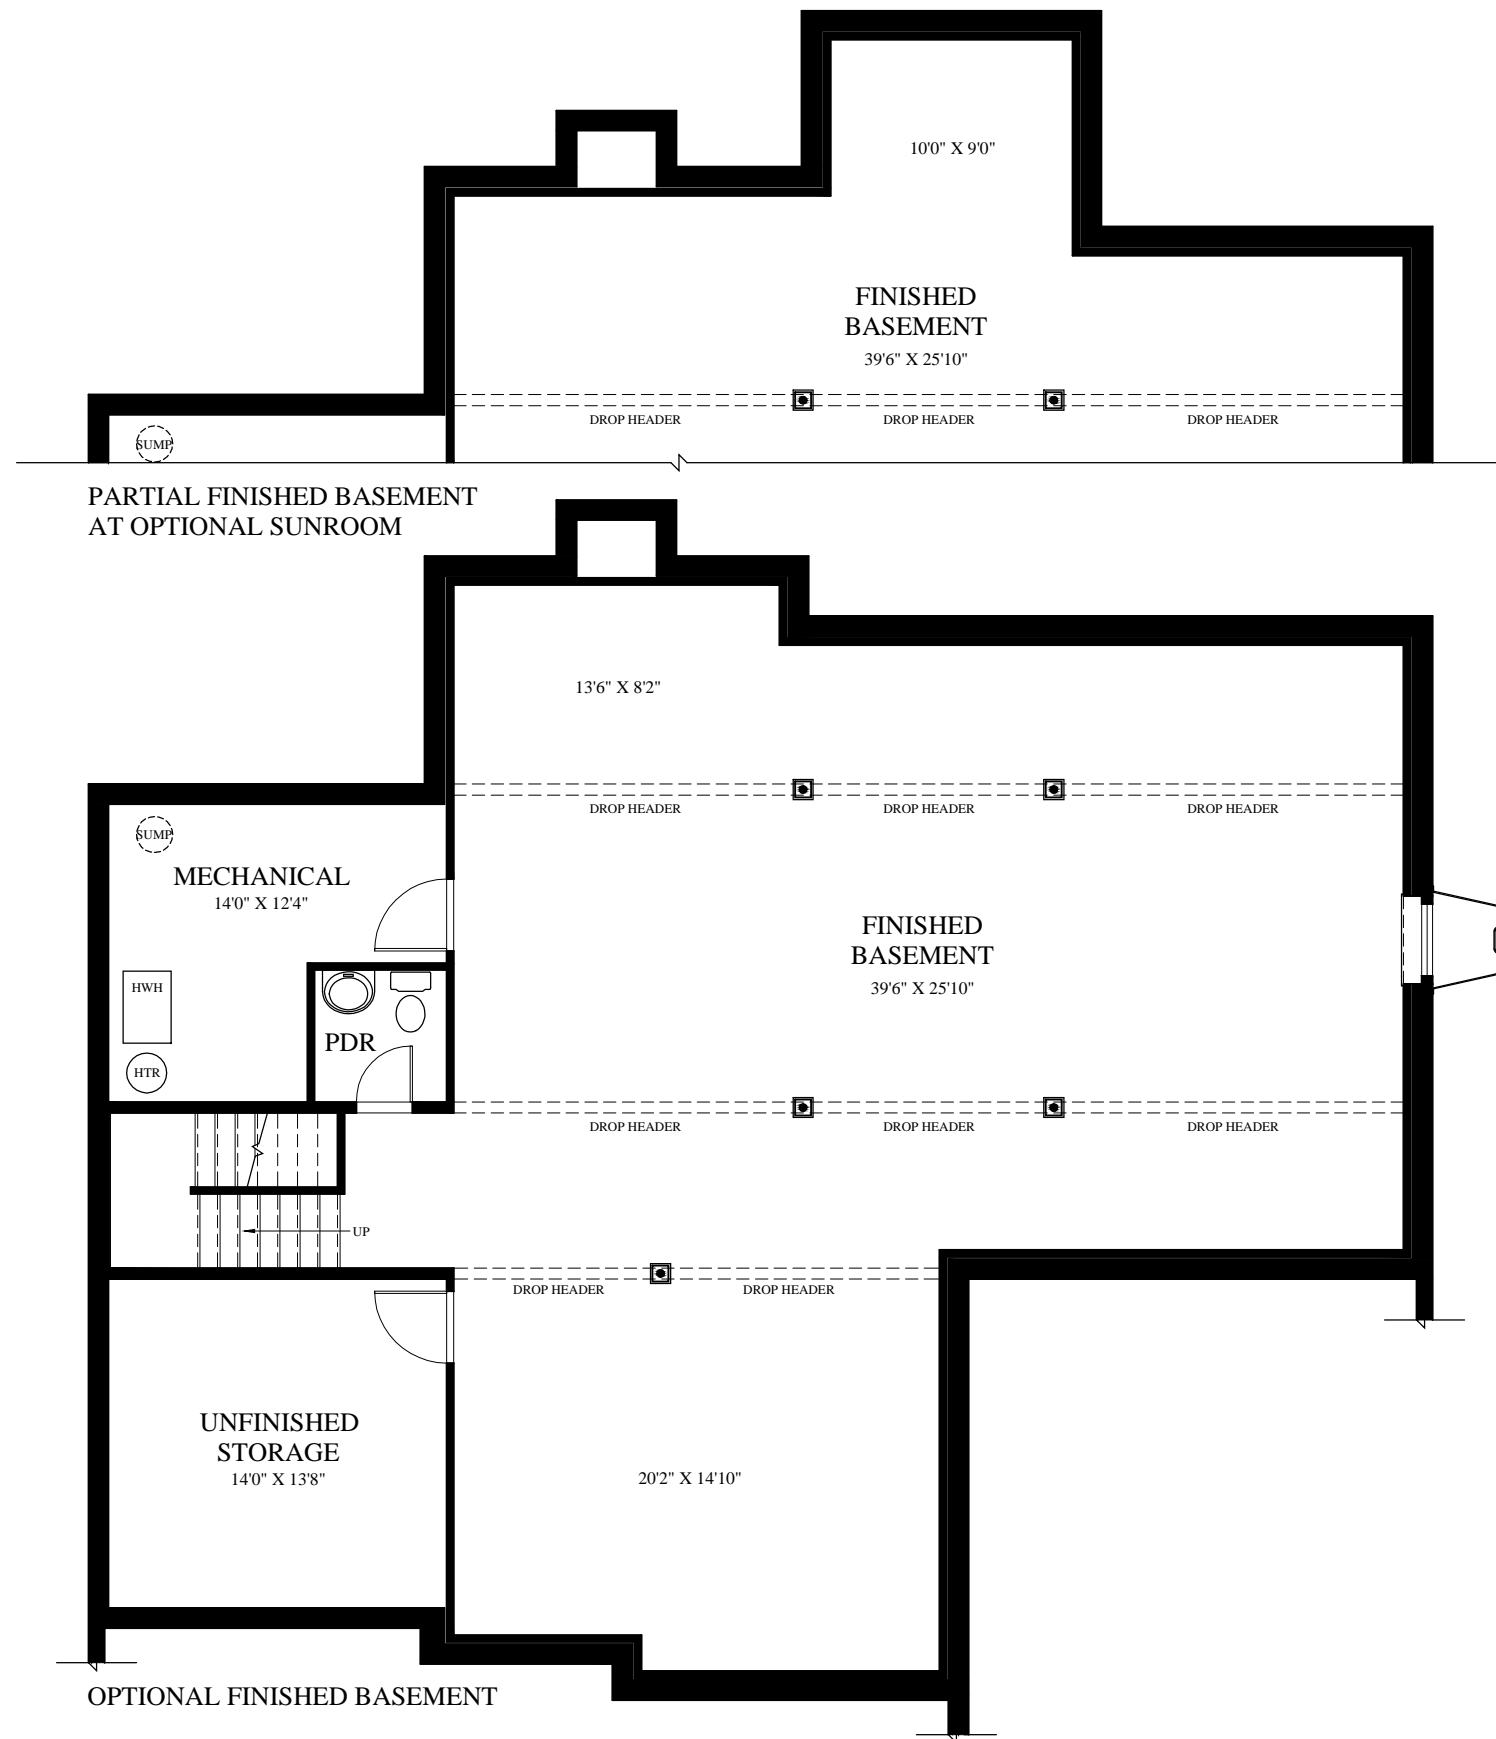 10'0" X 9'0"
FINISHED
BASEMENT
39'6" X 25'10"
DROP HEADER
DROP HEADER
DROP HEADER
SUMP
PARTIAL FINISHED BASEMENT
AT OPTIONAL SUNROOM
13'6" X 8'2"
DROP HEADER
DROP HEADER
DROP HEADER
SUMP
MECHANICAL
14'0" X 12'4"
FINISHED
BASEMENT
39'6" X 25'10"
HWH
PDR
HTR
DROP HEADER
DROP HEADER
DROP HEADER
UP
DROP HEADER
DROP HEADER
UNFINISHED
STORAGE
14'0" X 13'8"
20'2" X 14'10"
OPTIONAL FINISHED BASEMENT